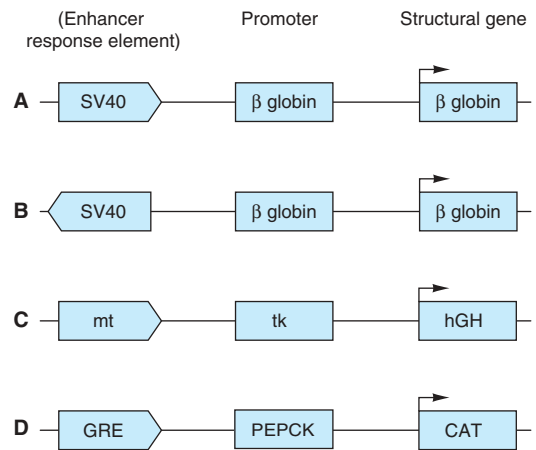 (Enhancer response element) Promoter Structural gene
A SV40 β globin β globin
B SV40 β globin β globin
C mt tk hGH
D GRE PEPCK CAT